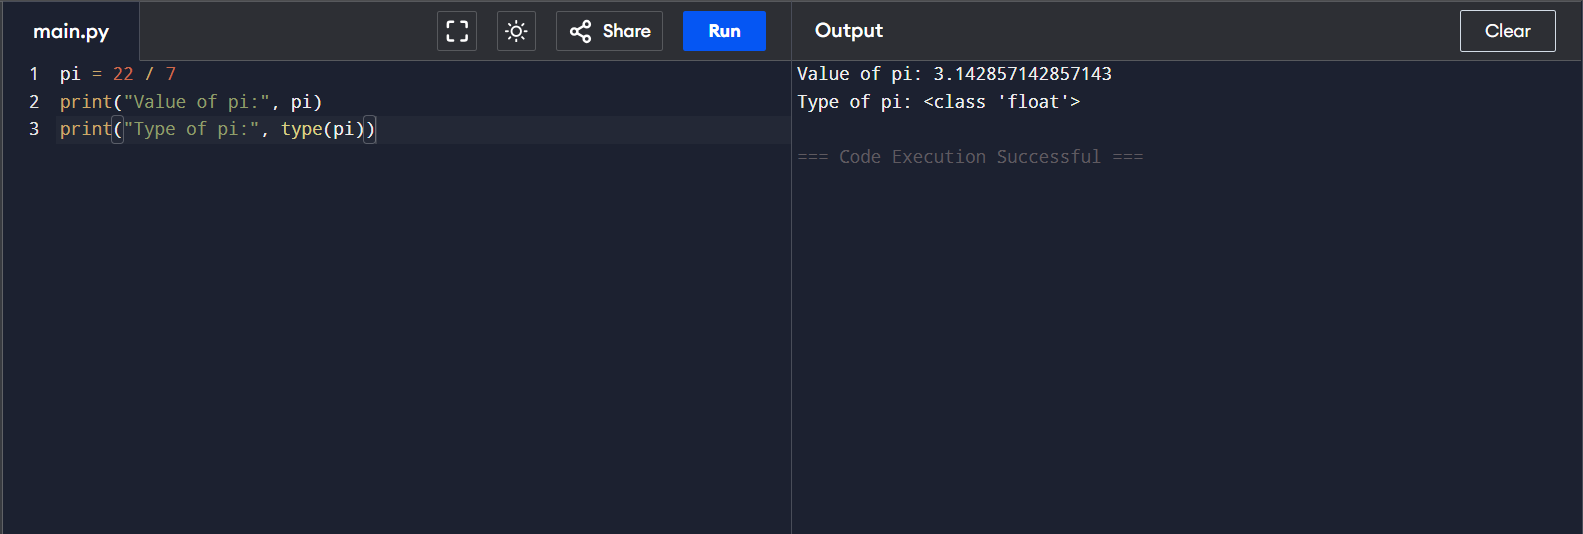 main.py
Share
Run
Output
Clear
1 pi = 22 / 7
2 print("Value of pi:", pi)
3 print("Type of pi:", type(pi))
Value of pi: 3.142857142857143
Type of pi: <class 'float'>
=== Code Execution Successful ===